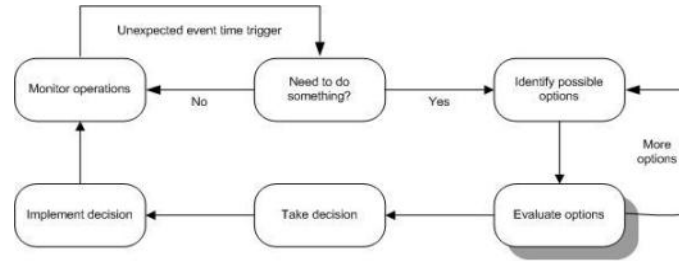 Unexpected event time trigger
Monitor operations
Need to do
something?
Identify possible
options
No
Yes
More
options
Implement decision
Take decision
Evaluate options